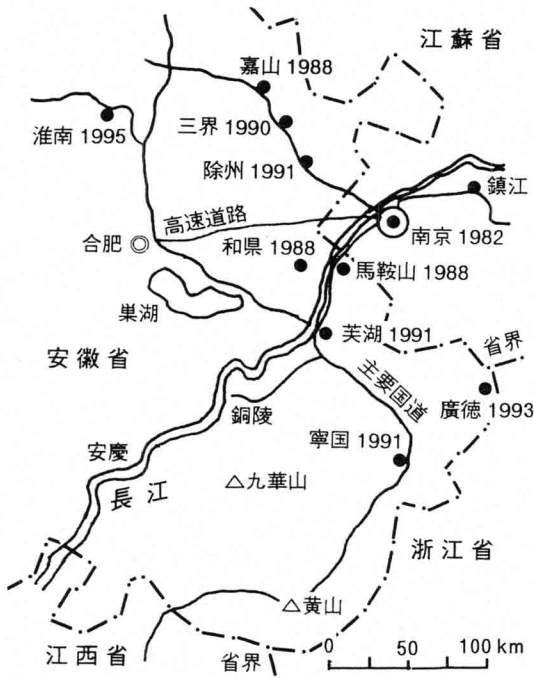 江蘇省
嘉山 1988
三界 1990
淮南 1995
除州 1991
鎮江
高速道路
南京 1982
合肥
和県 1988
馬鞍山 1988
巣湖
芜湖 1991
省界
安徽省
主要国道
廣徳 1993
銅陵
寧国 1991
安慶
九華山
長江
浙江省
黄山
江西省
省界
0 50 100 km